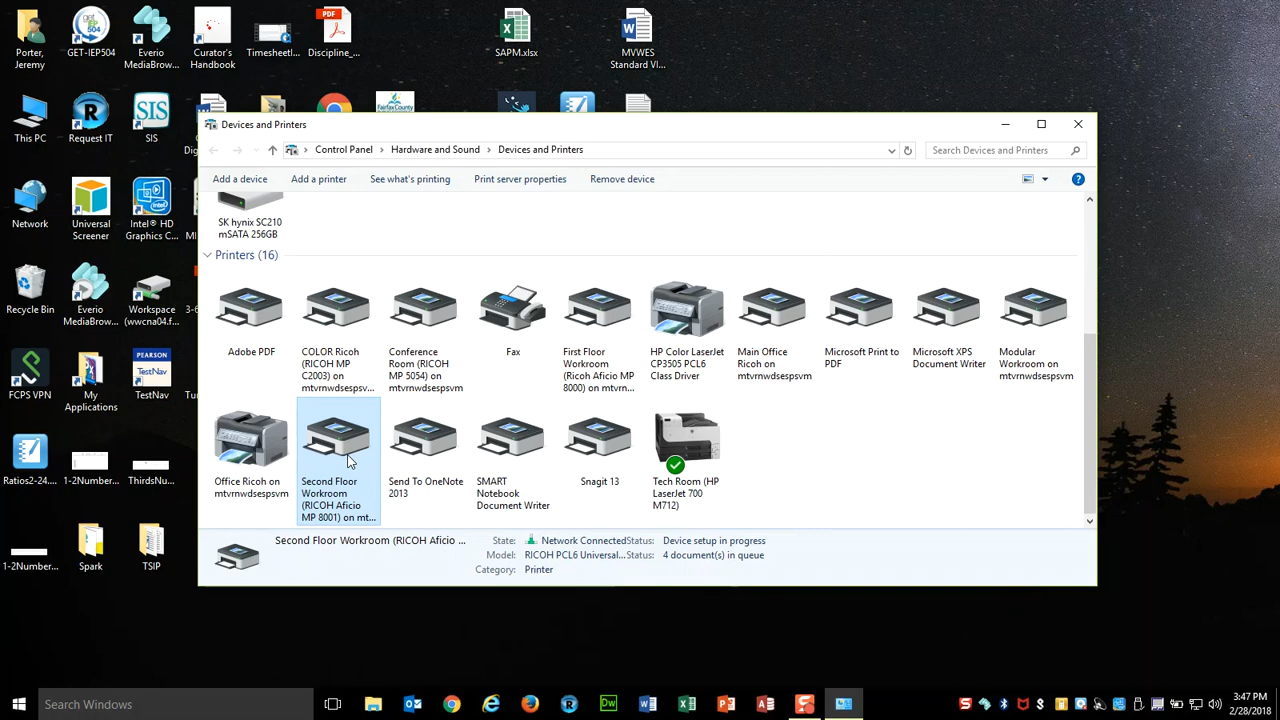 Porter, Jeremy
GET-IEP504
Everio MediaBrow...
Curator's Handbook
TimesheetI...
PDF
Discipline_...
SAPM.xlsx
MVWES Standard VI...
This PC
Request IT
SIS
Fairfax County
Network
Universal Screener
Intel® HD Graphics C...
Recycle Bin
Everio MediaBrow...
Workspace (wwcna04.f...
FCPS VPN
My Applications
PEARSON
TestNav
TestNav
Ratios2-24...
1-2Number...
ThirdsNu...
1-2Number...
Spark
TSIP
Devices and Printers
Control Panel > Hardware and Sound > Devices and Printers
Search Devices and Printers
Add a device
Add a printer
See what's printing
Print server properties
Remove device
SK hynix SC210
mSATA 256GB
Printers (16)
Adobe PDF
COLOR Ricoh (RICOH MP C2003) on mtvrnwdsespsv...
Conference Room (RICOH MP 5054) on mtvrnwdsespsvm
Fax
First Floor Workroom (Ricoh Aficio MP 8000) on mtvrn...
HP Color LaserJet CP3505 PCL6 Class Driver
Main Office Ricoh on mtvrnwdsespsvm
Microsoft Print to PDF
Microsoft XPS Document Writer
Modular Workroom on mtvrnwdsespsvm
Office Ricoh on mtvrnwdsespsvm
Second Floor Workroom (RICOH Aficio MP 8001) on mt...
Send To OneNote 2013
SMART Notebook Document Writer
Snagit 13
Tech Room (HP LaserJet 700 M712)
Second Floor Workroom (RICOH Aficio ...
State: Network Connected
Status: Device setup in progress
Model: RICOH PCL6 Universal...
Status: 4 document(s) in queue
Category: Printer
Search Windows
3:47 PM
2/28/2018